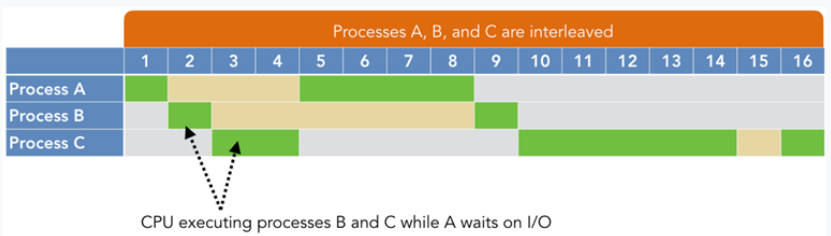 Processes A, B, and C are interleaved
1 2 3 4 5 6 7 8 9 10 11 12 13 14 15 16
Process A
Process B
Process C
CPU executing processes B and C while A waits on I/O